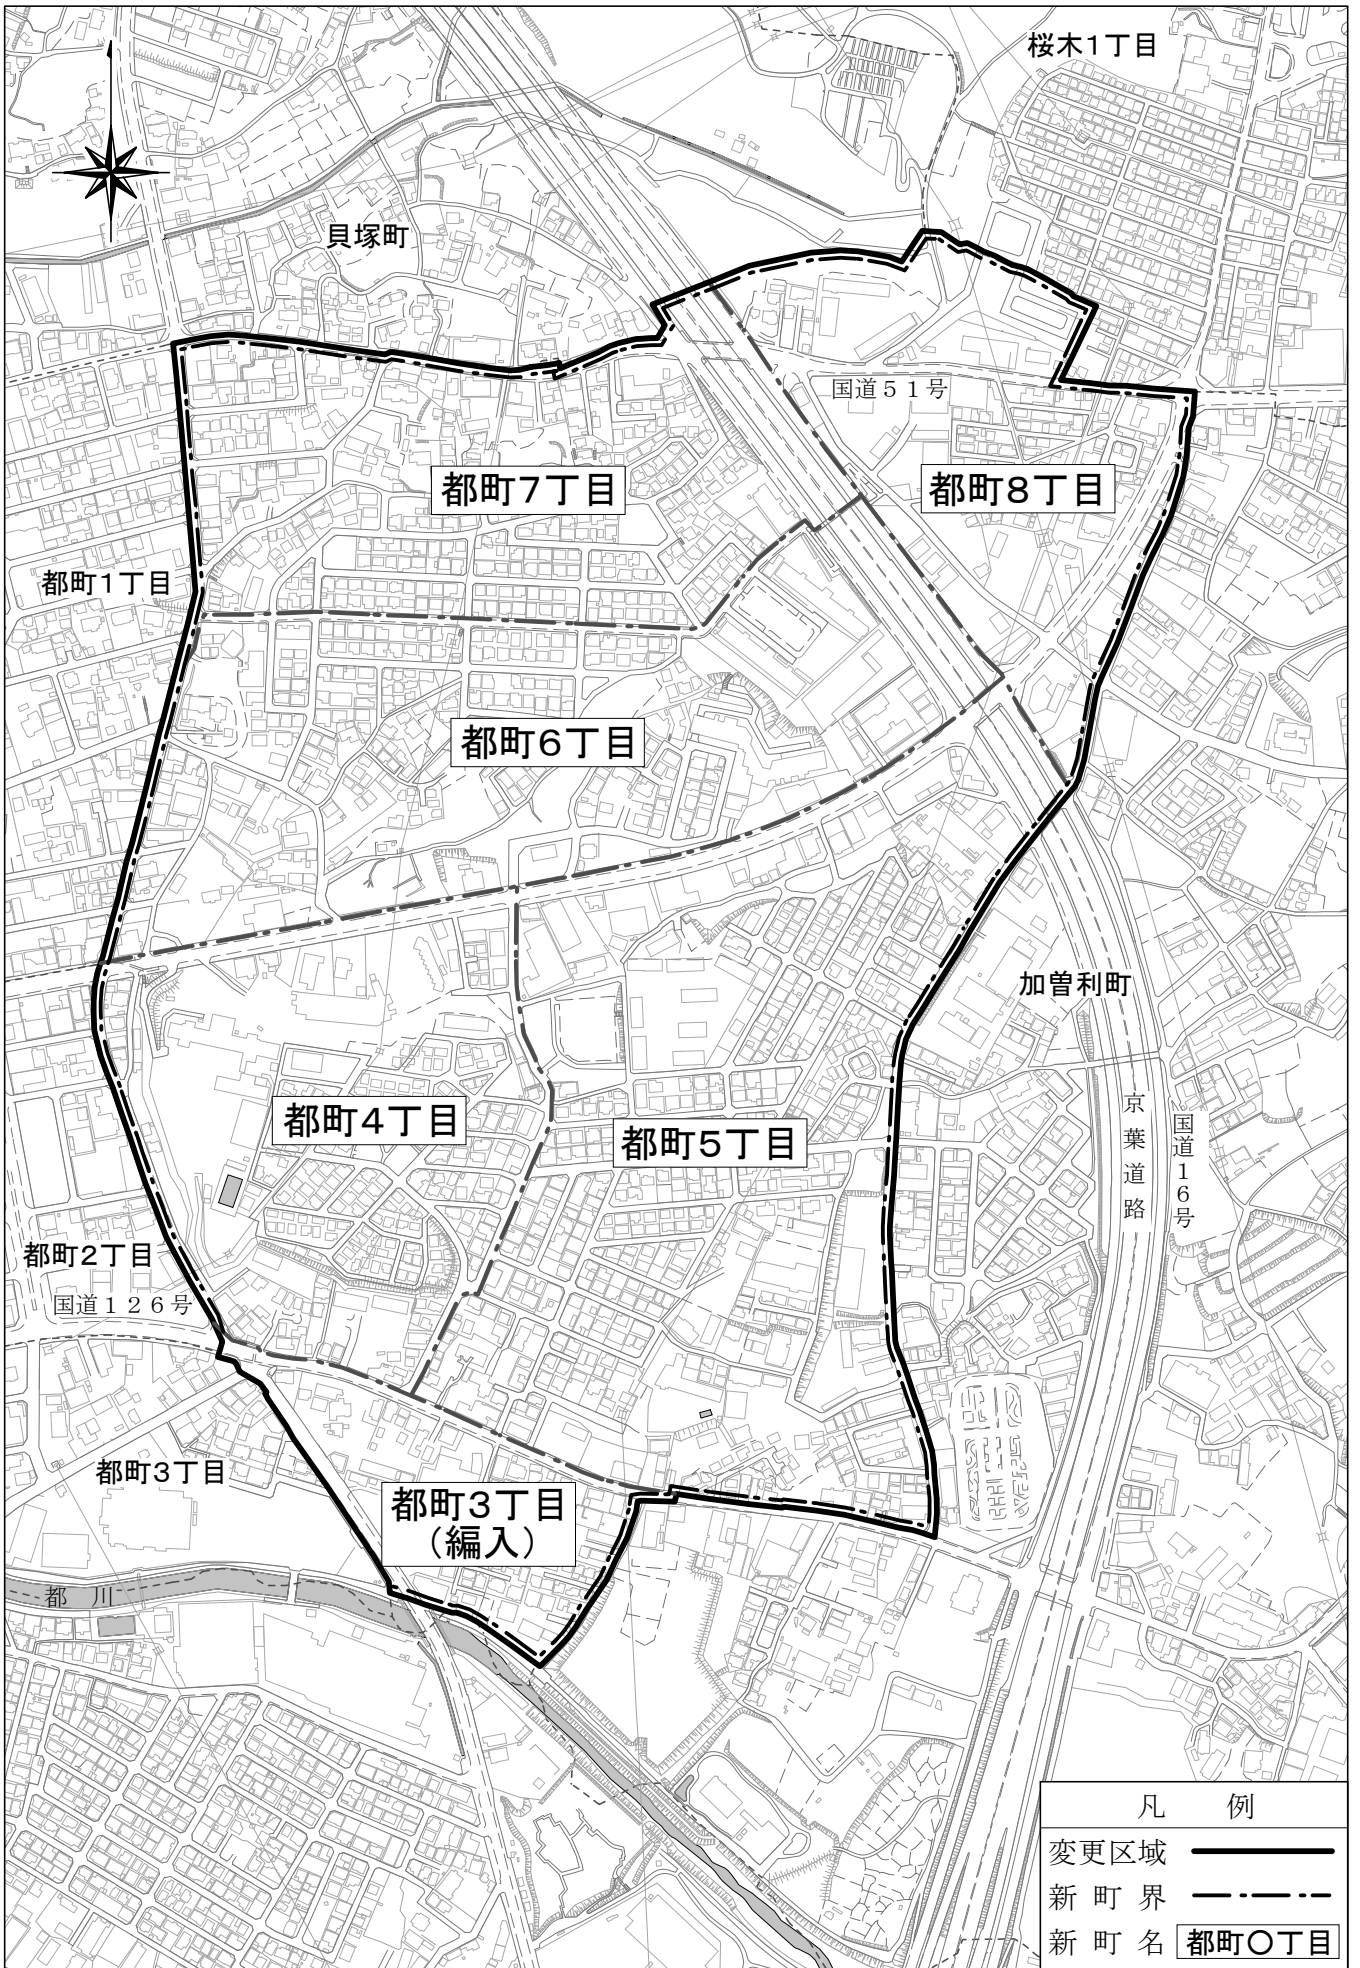 桜木1丁目
貝塚町
国道51号
都町7丁目
都町8丁目
都町1丁目
都町6丁目
加曽利町
京葉道路
国道16号
都町4丁目
都町5丁目
都町2丁目
国道126号
都町3丁目
都町3丁目
(編入)
都川
凡例
変更区域
新町界
新町名 都町○丁目